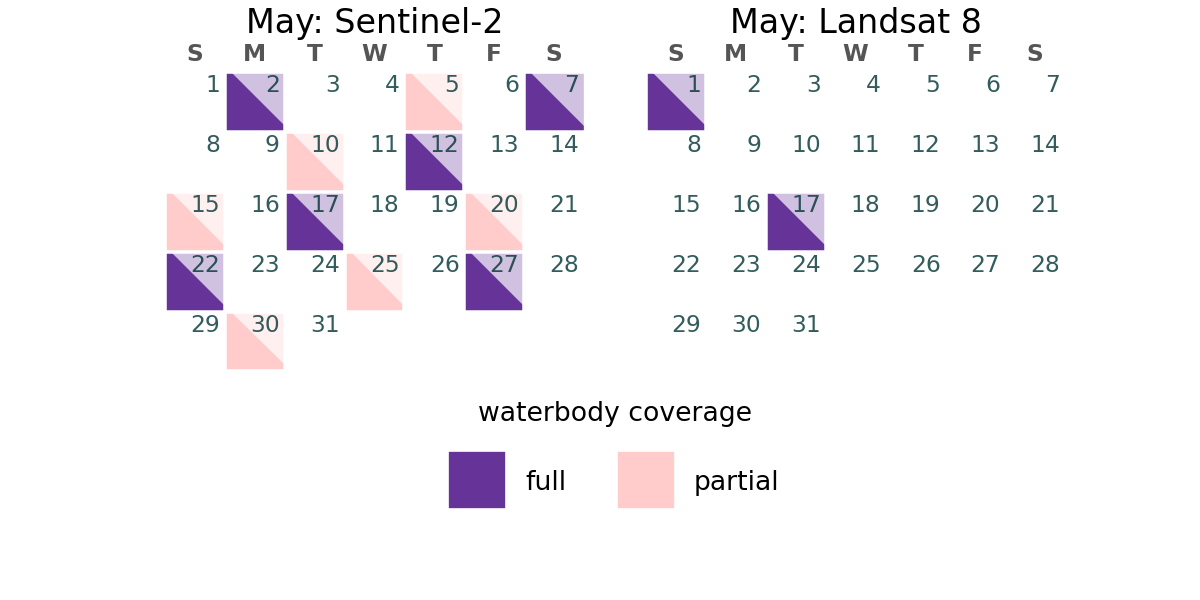 May: Sentinel-2
S M T W T F S
1 2 3 4 5 6 7
8 9 10 11 12 13 14
15 16 17 18 19 20 21
22 23 24 25 26 27 28
29 30 31
May: Landsat 8
S M T W T F S
1 2 3 4 5 6 7
8 9 10 11 12 13 14
15 16 17 18 19 20 21
22 23 24 25 26 27 28
29 30 31
waterbody coverage
full
partial